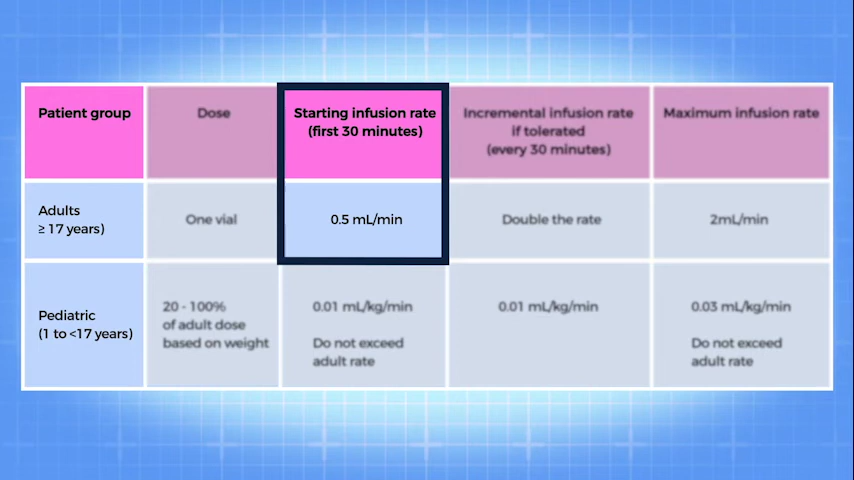 Patient group
Dose
Starting infusion rate
(first 30 minutes)
Incremental infusion rate
if tolerated
(every 30 minutes)
Maximum infusion rate
Adults
≥ 17 years)
One vial
0.5 mL/min
Double the rate
2mL/min
Pediatric
(1 to <17 years)
20 - 100%
of adult dose
based on weight
0.01 mL/kg/min
Do not exceed
adult rate
0.01 mL/kg/min
0.03 mL/kg/min
Do not exceed
adult rate